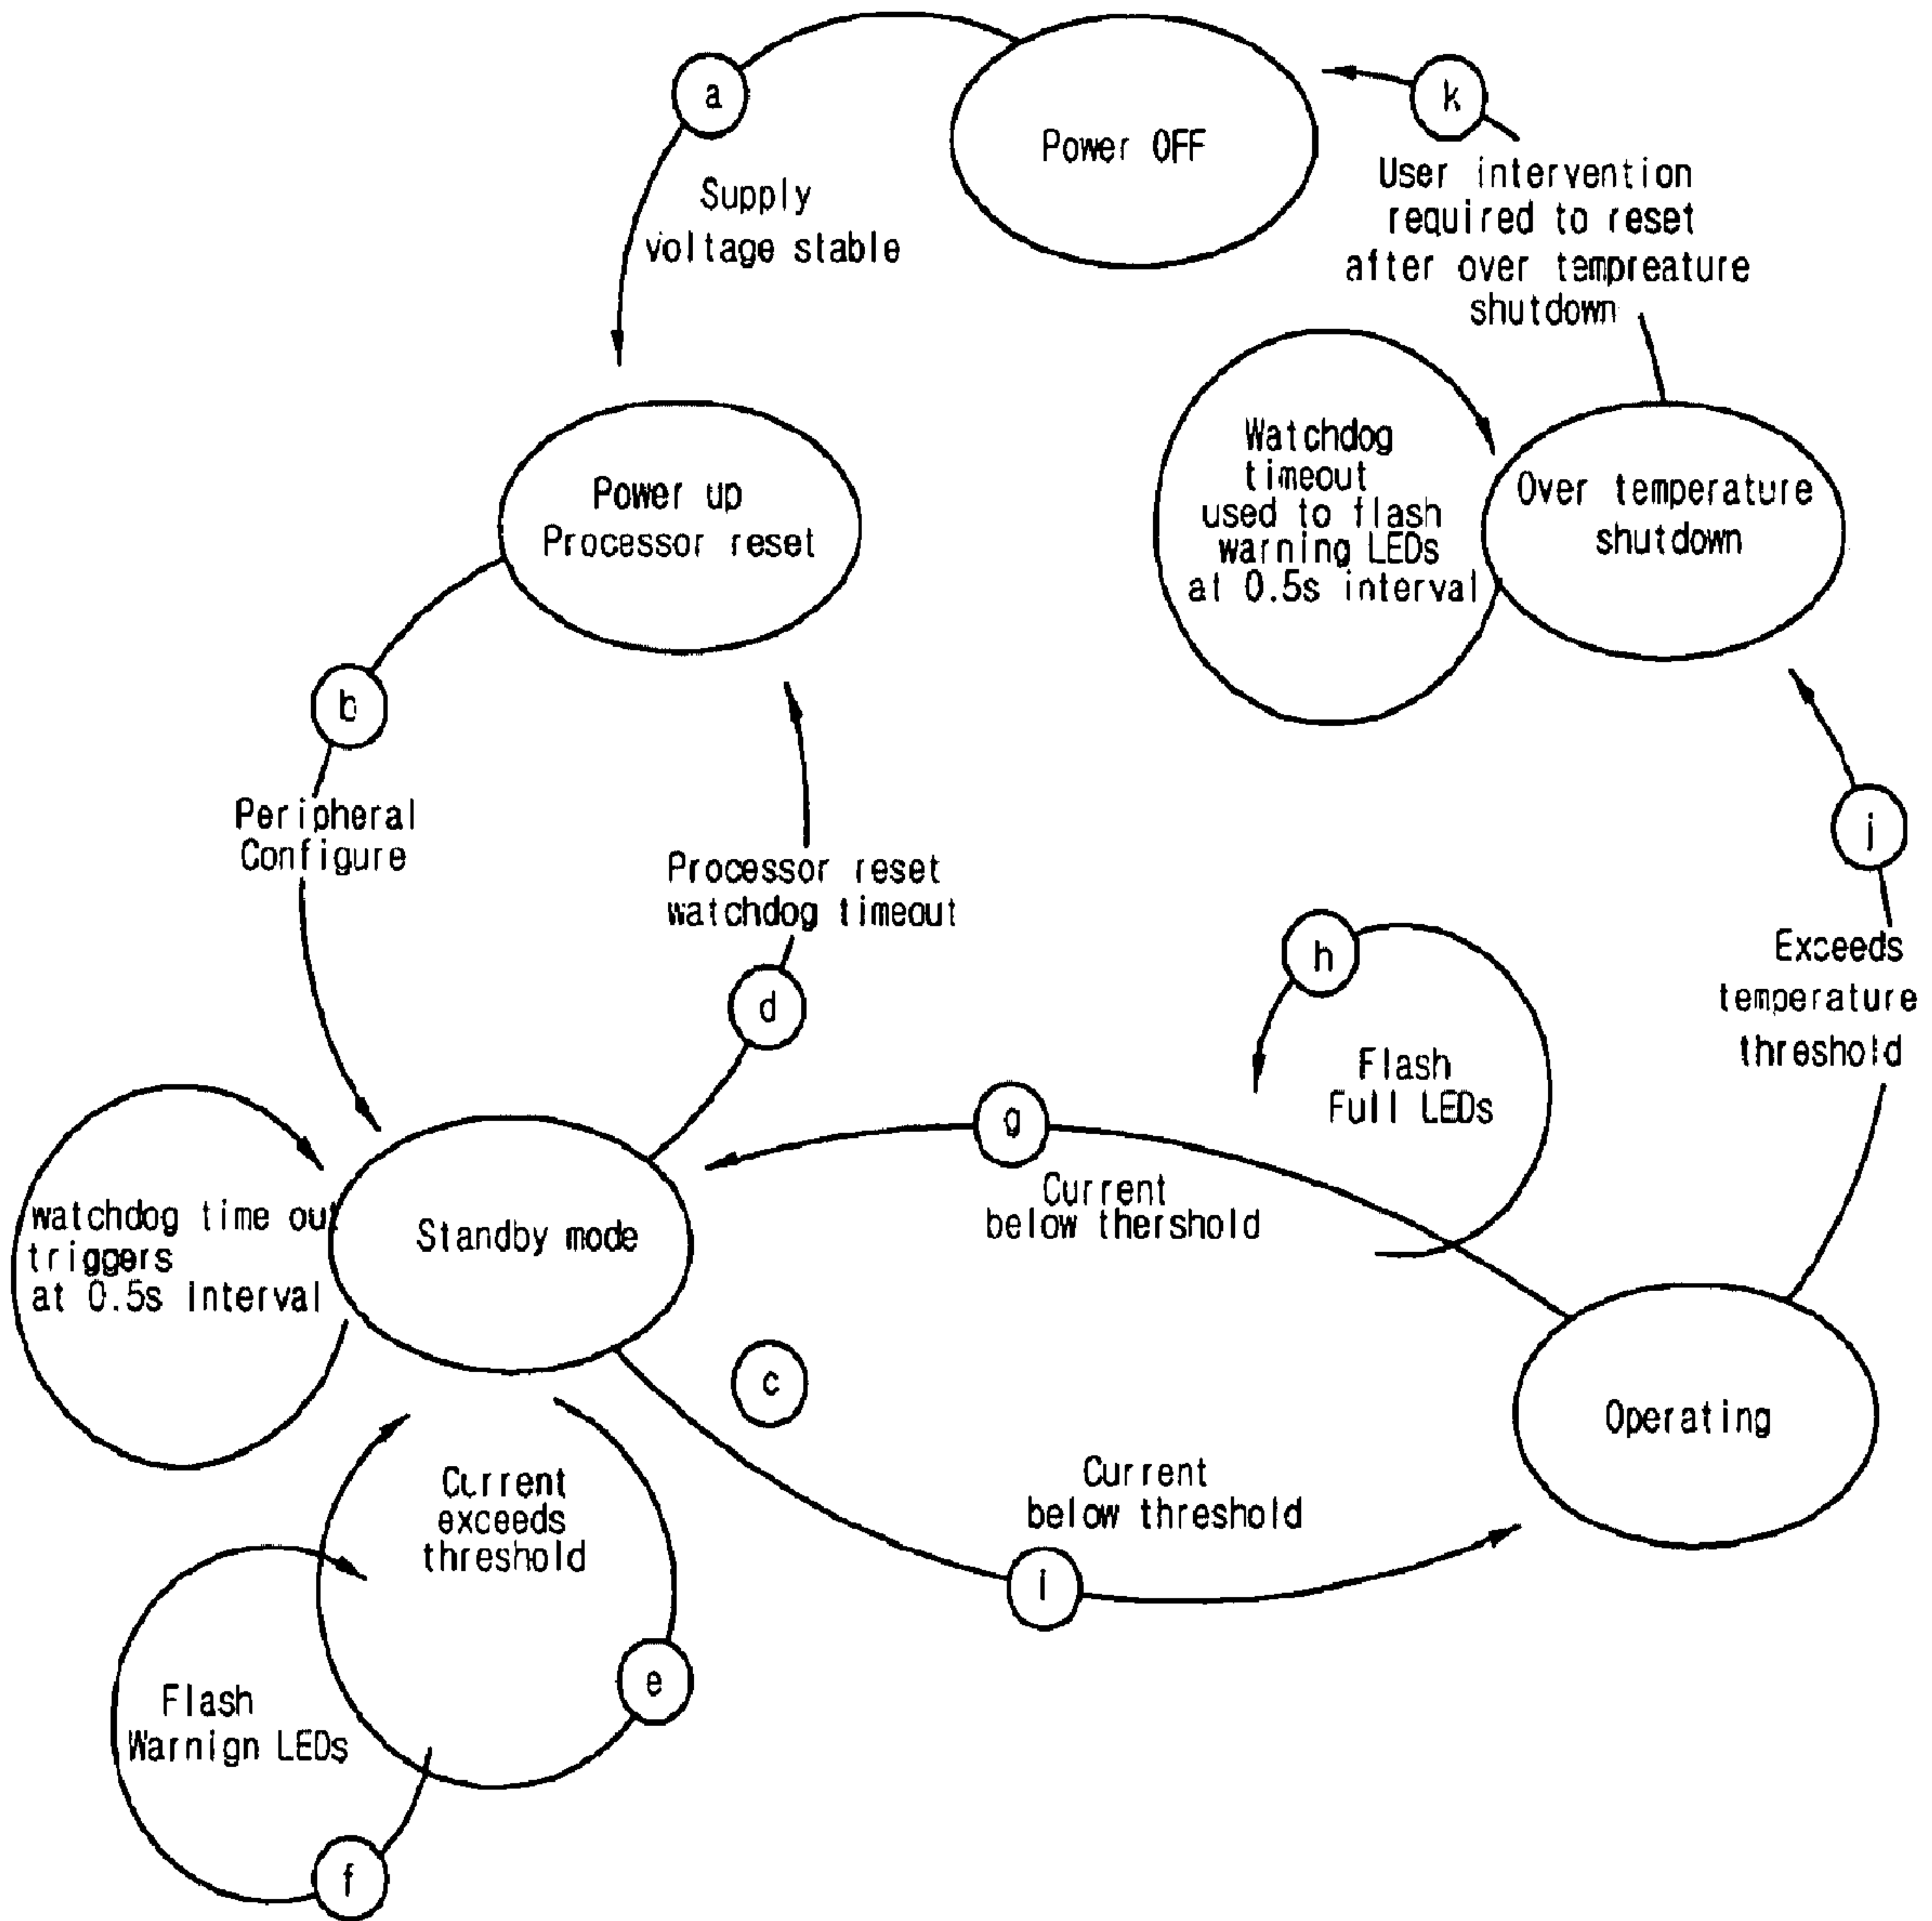 a
Power OFF
k
Supply
voltage stable
User intervention
required to reset
after over tempreature
shutdown
Power up
Processor reset
Watchdog
timeout
used to flash
warning LEDs
at 0.5s interval
Over temperature
shutdown
b
Peripheral
Configure
Processor reset
watchdog timeout
d
j
Exceeds
temperature
threshold
h
Flash
Full LEDs
g
Current
below thershold
watchdog time out
triggers
at 0.5s interval
Standby mode
c
Operating
Current
exceeds
threshold
Current
below threshold
i
e
Flash
Warnign LEDs
f